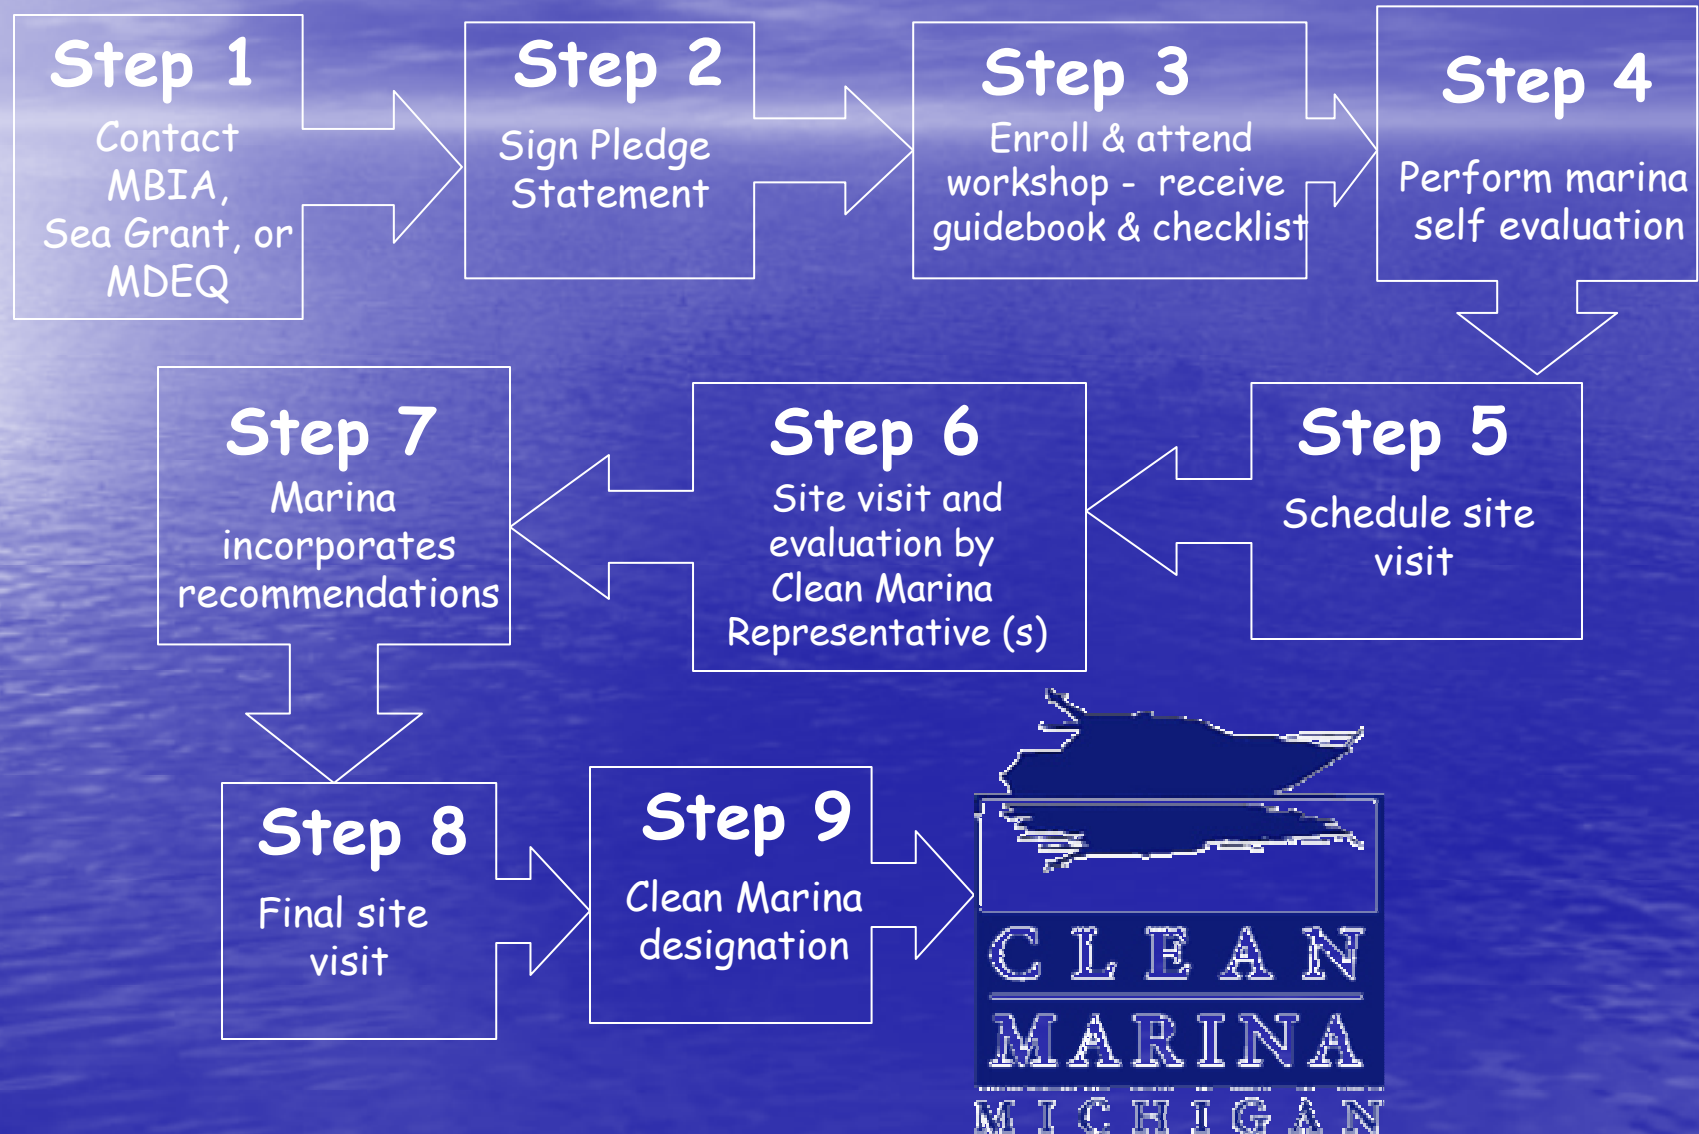 Step 1
Contact
MBIA,
Sea Grant, or
MDEQ
Step 2
Sign Pledge
Statement
Step 3
Enroll & attend
workshop - receive
guidebook & checklist
Step 4
Perform marina
self evaluation
Step 5
Schedule site
visit
Step 6
Site visit and
evaluation by
Clean Marina
Representative (s)
Step 7
Marina
incorporates
recommendations
Step 8
Final site
visit
Step 9
Clean Marina
designation
CLEAN
MARINA
MICHIGAN